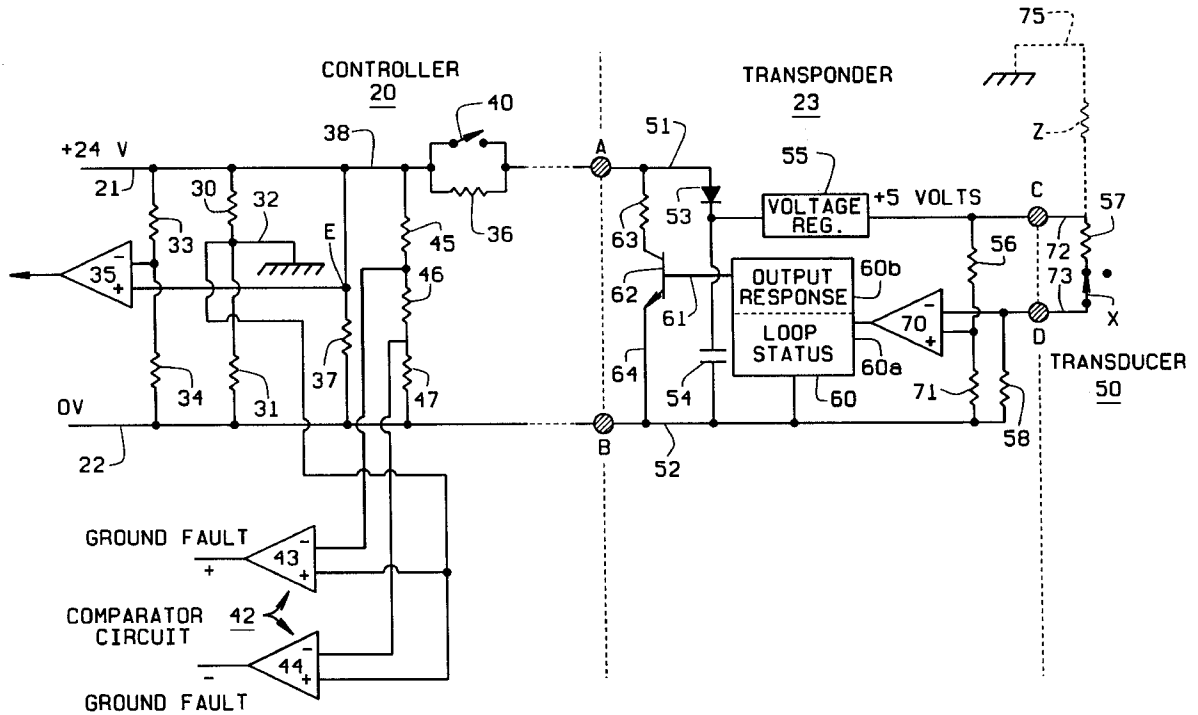 75
CONTROLLER
20
TRANSPONDER
23
40
51
Z
+24 V
38
A
55
21
30
32
53
VOLTAGE
REG.
+5 VOLTS
C
57
33
E
45
36
63
56
72
35
-
+
46
62
OUTPUT
RESPONSE
60b
73
61
LOOP
STATUS
70
-
+
D
X
60a
TRANSDUCER
50
34
31
37
47
64
54
60
71
58
0V
22
B
52
GROUND FAULT
+
43
-
+
COMPARATOR
CIRCUIT
42
44
-
+
-
GROUND FAULT